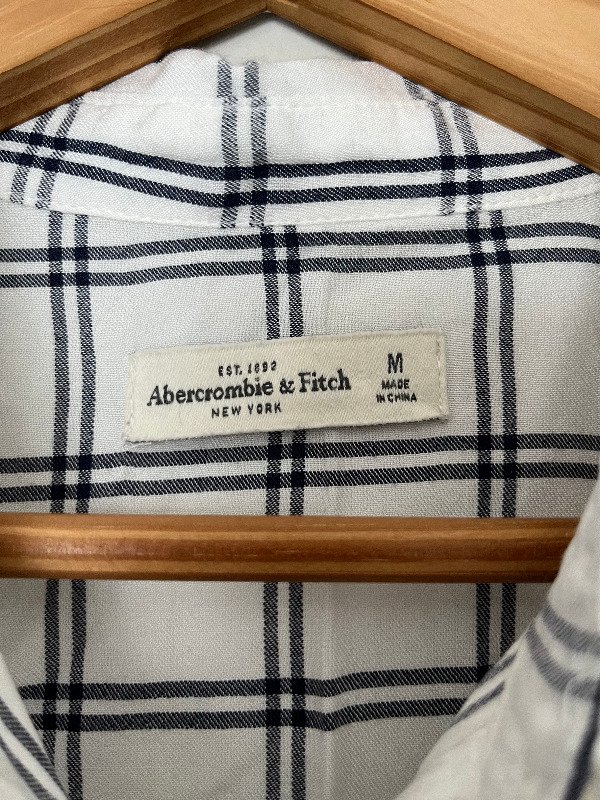 EST. 1892
Abercrombie & Fitch
NEW YORK
M
MADE
IN CHINA